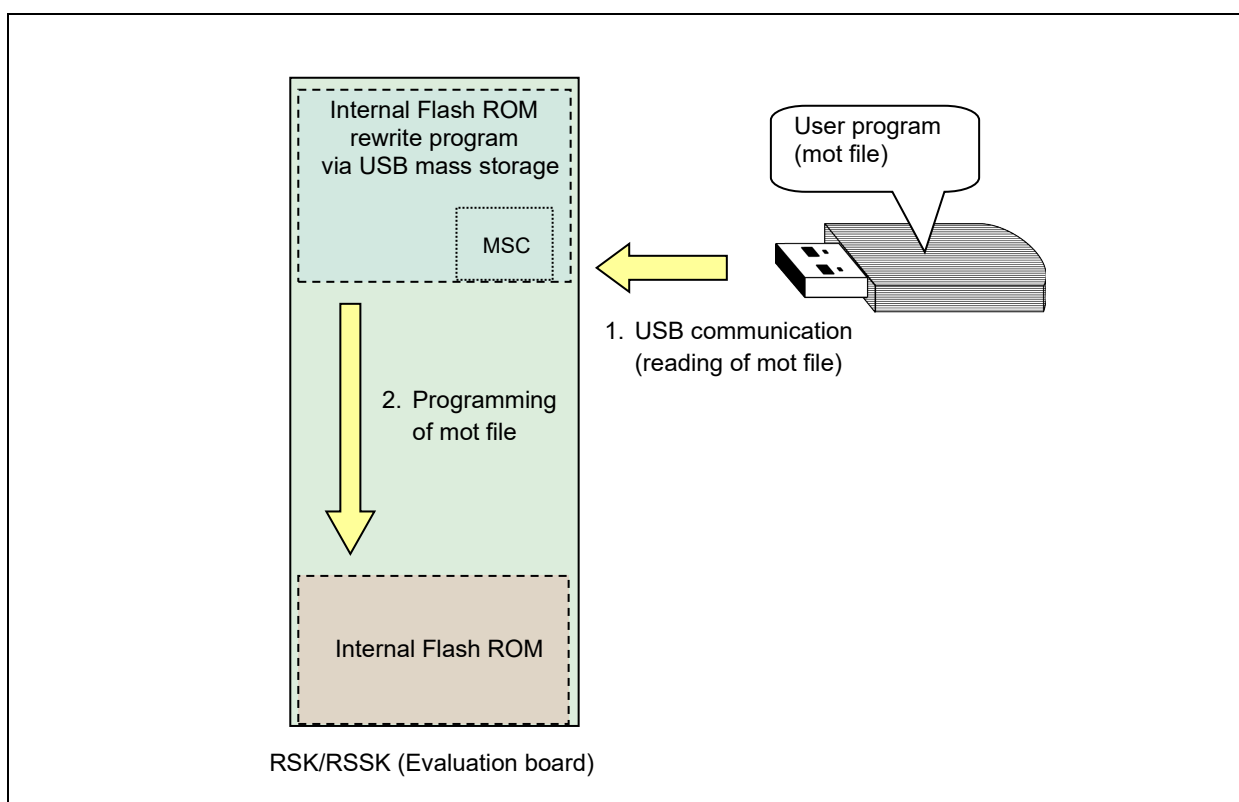 Internal Flash ROM
rewrite program
via USB mass storage
MSC
User program
(mot file)
1. USB communication
(reading of mot file)
2. Programming
of mot file
Internal Flash ROM
RSK/RSSK (Evaluation board)